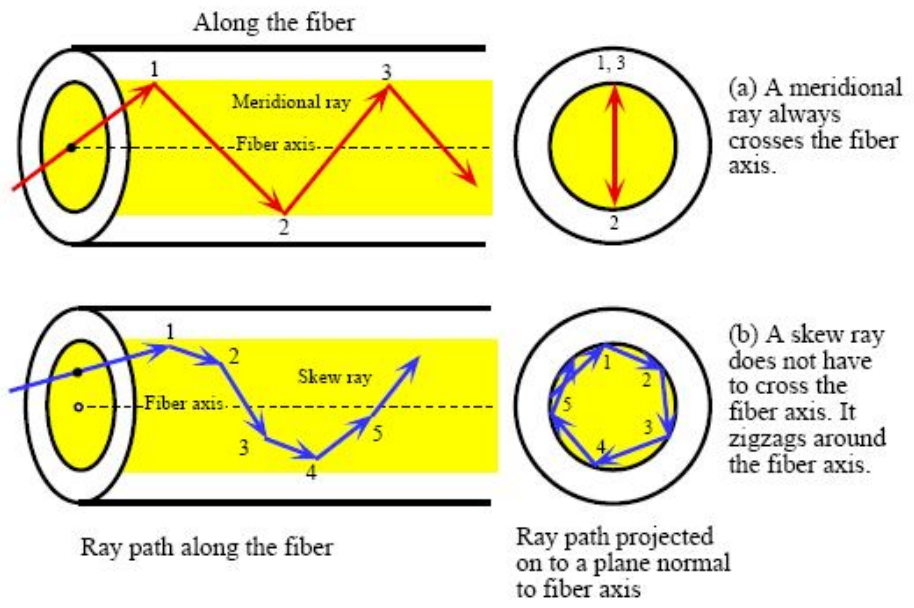 Along the fiber
1
3
Meridional ray
Fiber axis
2
1, 3
2
(a) A meridional
ray always
crosses the fiber
axis.
1
2
Skew ray
Fiber axis
3
4
5
1
2
3
4
5
(b) A skew ray
does not have
to cross the
fiber axis. It
zigzags around
the fiber axis.
Ray path along the fiber
Ray path projected
on to a plane normal
to fiber axis